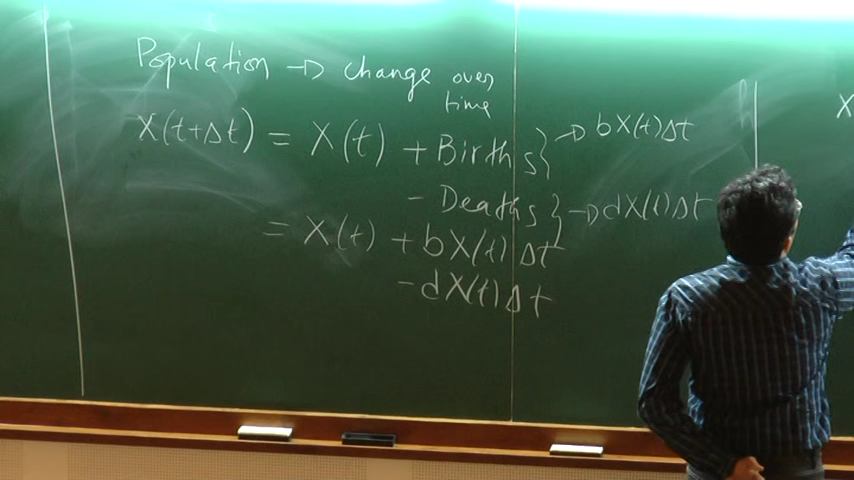 Population → change over
time
X(t+Δt) = X(t) + Births} → bX(t)Δt
- Deaths} → dX(t)Δt
= X(t) + bX(t)Δt
- dX(t)Δt
X